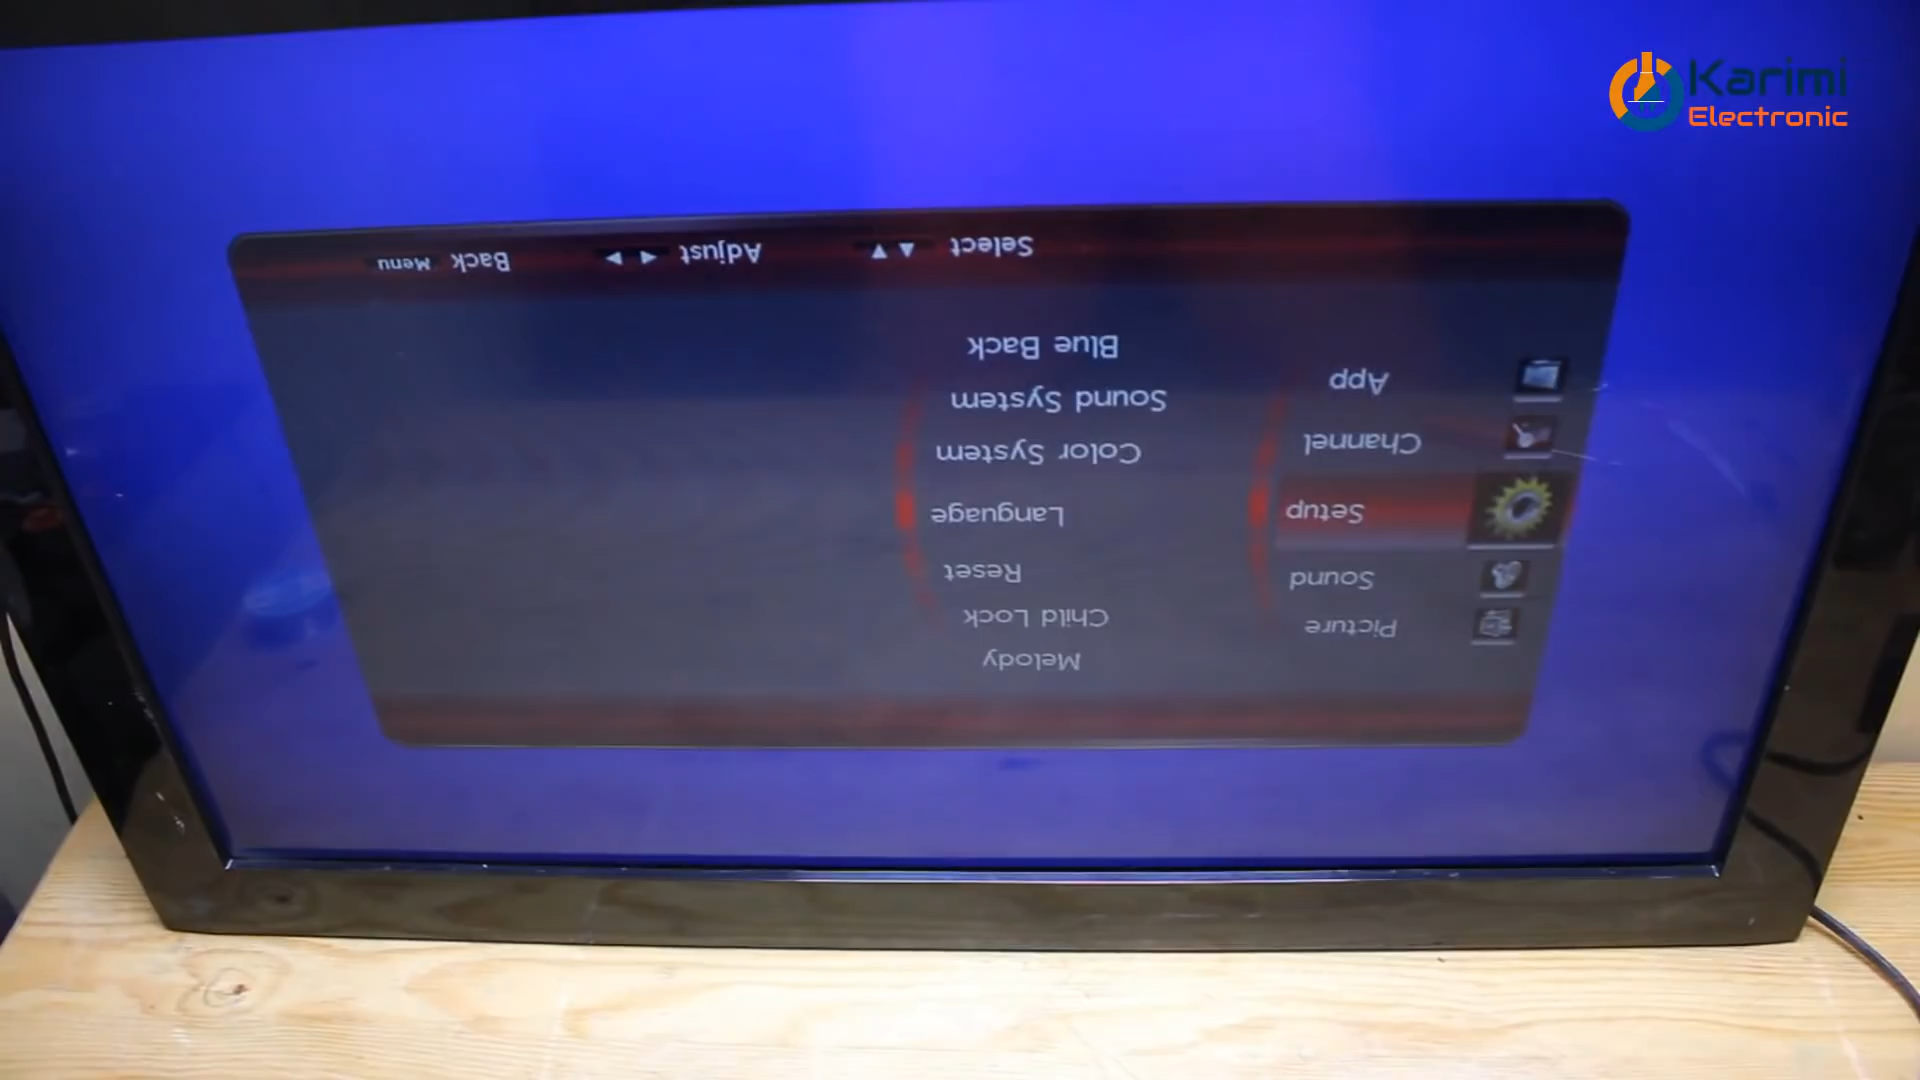 Karimi
Electronic
Picture
Sound
Setup
Channel
App
Melody
Child Lock
Reset
Language
Color System
Sound System
Blue Back
Select ▲ ▼ Adjust ◀ ▶ Back Menu